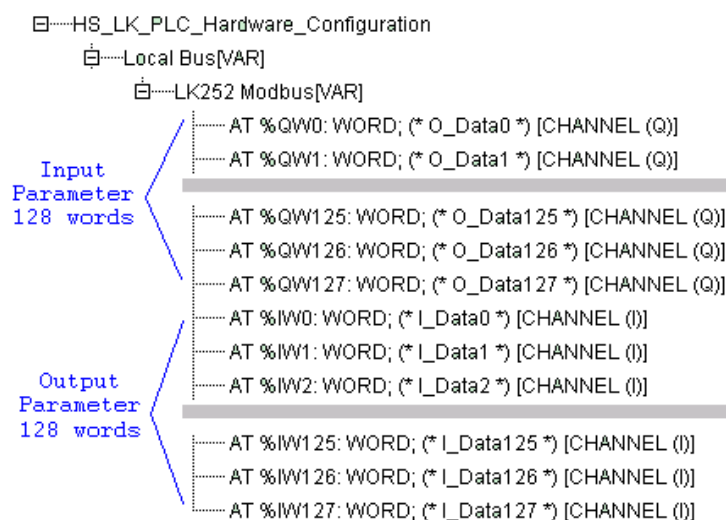 HS_LK_PLC_Hardware_Configuration
Local Bus[VAR]
LK252 Modbus[VAR]
AT %QW0: WORD; (* O_Data0 *) [CHANNEL (Q)]
AT %QW1: WORD; (* O_Data1 *) [CHANNEL (Q)]
Input
Parameter
128 words
AT %QW125: WORD; (* O_Data125 *) [CHANNEL (Q)]
AT %QW126: WORD; (* O_Data126 *) [CHANNEL (Q)]
AT %QW127: WORD; (* O_Data127 *) [CHANNEL (Q)]
AT %IW0: WORD; (* I_Data0 *) [CHANNEL (I)]
AT %IW1: WORD; (* I_Data1 *) [CHANNEL (I)]
AT %IW2: WORD; (* I_Data2 *) [CHANNEL (I)]
Output
Parameter
128 words
AT %IW125: WORD; (* I_Data125 *) [CHANNEL (I)]
AT %IW126: WORD; (* I_Data126 *) [CHANNEL (I)]
AT %IW127: WORD; (* I_Data127 *) [CHANNEL (I)]